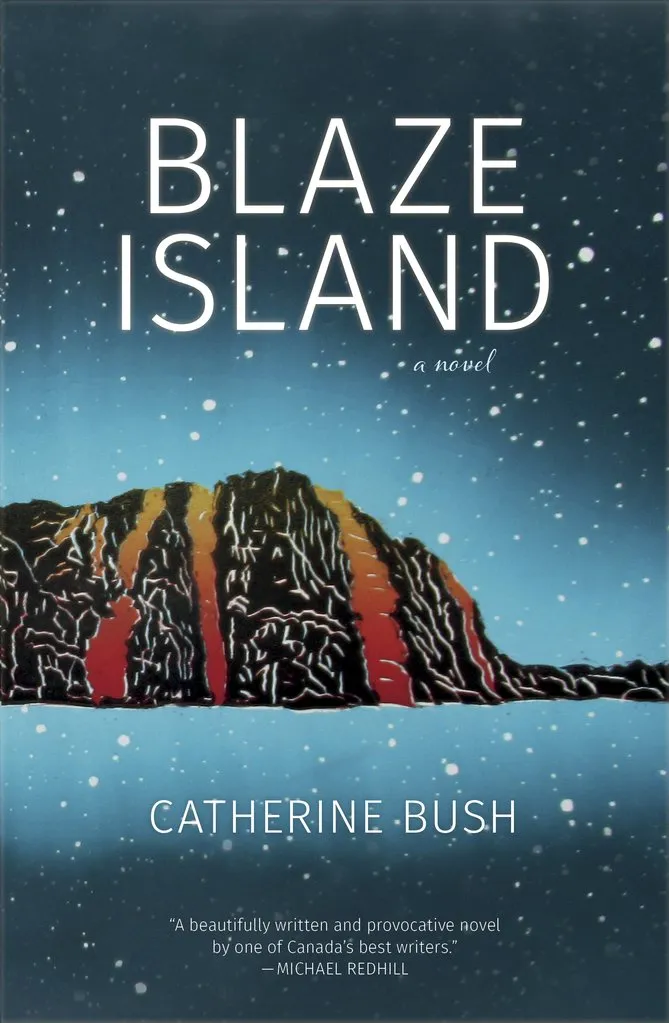 BLAZE
ISLAND
a novel
CATHERINE BUSH
“A beautifully written and provocative novel
by one of Canada’s best writers.”
—MICHAEL REDHILL